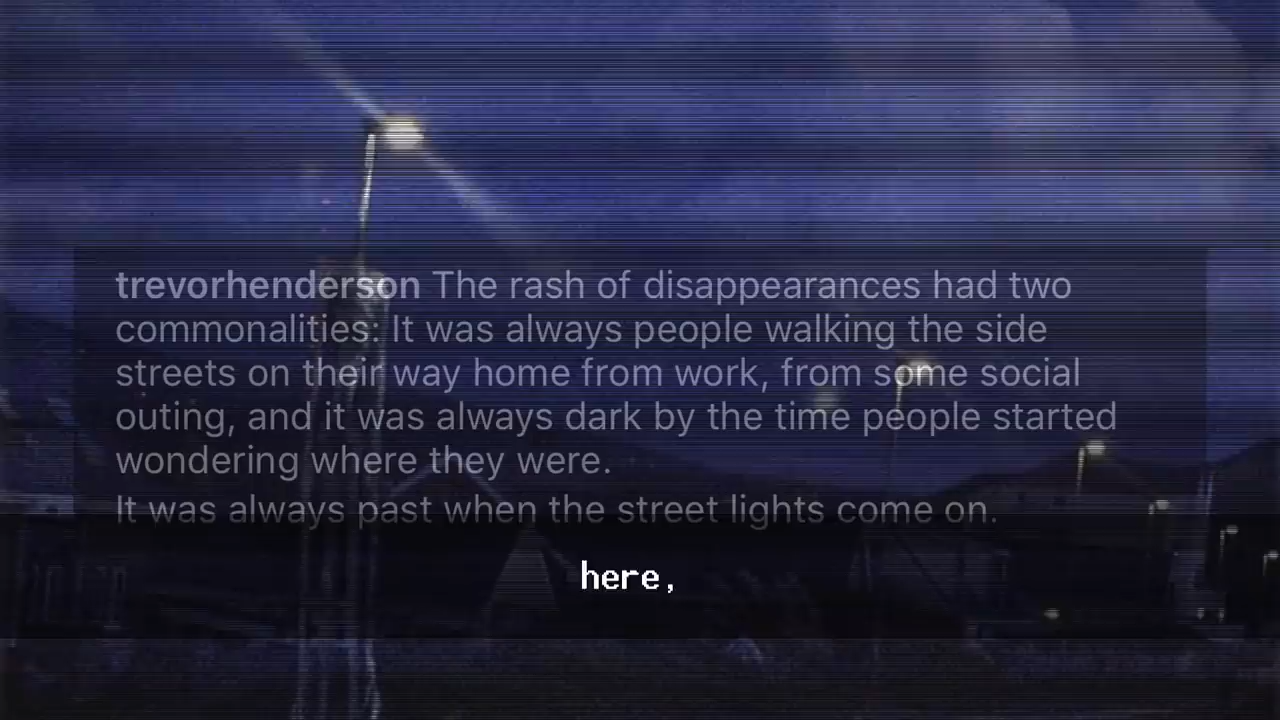 trevorhenderson The rash of disappearances had two
commonalities: It was always people walking the side
streets on their way home from work, from some social
outing, and it was always dark by the time people started
wondering where they were.
It was always past when the street lights come on.
here,